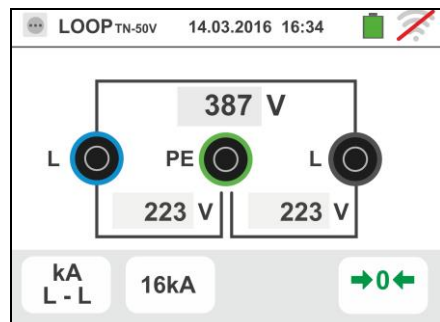 LOOP TN-50V 14.03.2016 16:34
387 V
L PE L
223 V 223 V
kA 16kA →0←
L - L